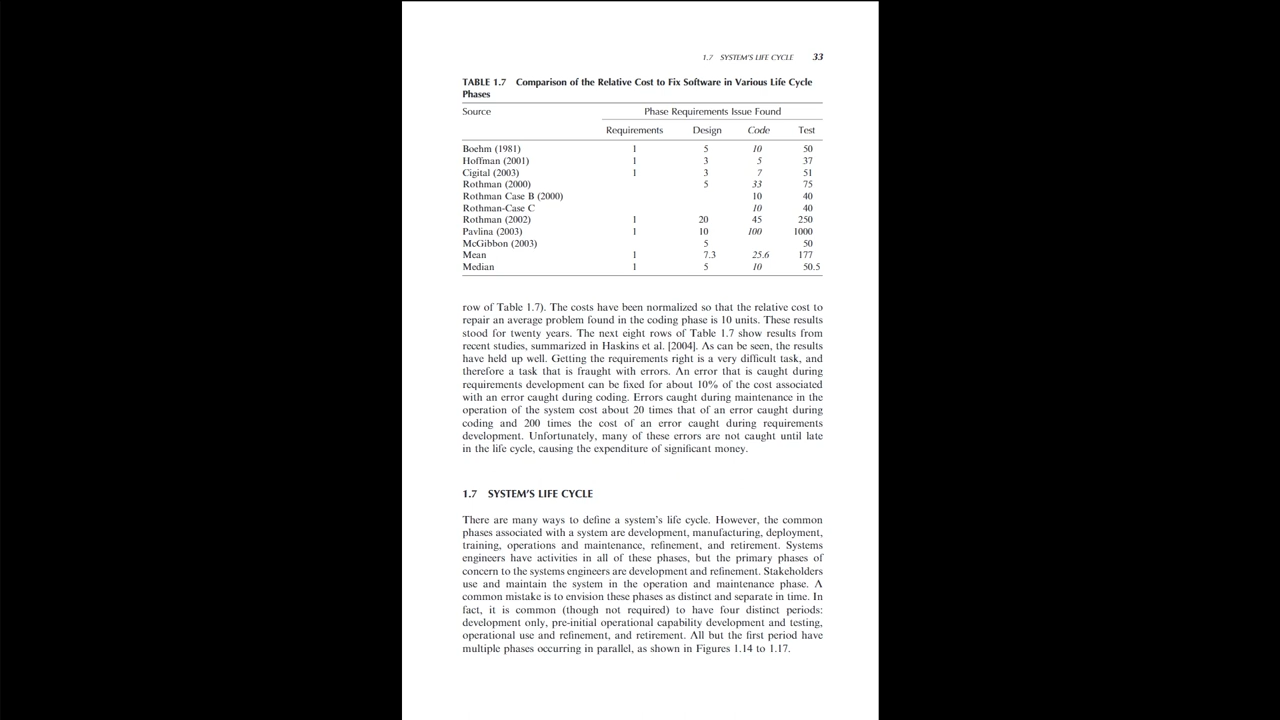 1.7 SYSTEM'S LIFE CYCLE 33
TABLE 1.7 Comparison of the Relative Cost to Fix Software in Various Life Cycle
Phases
Source Phase Requirements Issue Found
Requirements Design Code Test
Boehm (1981) 1 5 10 50
Hoffman (2001) 1 3 5 37
Cigital (2003) 1 3 7 51
Rothman (2000) 5 33 75
Rothman Case B (2000) 10 40
Rothman-Case C 10 40
Rothman (2002) 1 20 45 250
Pavlina (2003) 1 10 100 1000
McGibbon (2003) 5 50
Mean 1 7.3 25.6 177
Median 1 5 10 50.5
row of Table 1.7). The costs have been normalized so that the relative cost to
repair an average problem found in the coding phase is 10 units. These results
stood for twenty years. The next eight rows of Table 1.7 show results from
recent studies, summarized in Haskins et al. [2004]. As can be seen, the results
have held up well. Getting the requirements right is a very difficult task, and
therefore a task that is fraught with errors. An error that is caught during
requirements development can be fixed for about 10% of the cost associated
with an error caught during coding. Errors caught during maintenance in the
operation of the system cost about 20 times that of an error caught during
coding and 200 times the cost of an error caught during requirements
development. Unfortunately, many of these errors are not caught until late
in the life cycle, causing the expenditure of significant money.
1.7 SYSTEM'S LIFE CYCLE
There are many ways to define a system's life cycle. However, the common
phases associated with a system are development, manufacturing, deployment,
training, operations and maintenance, refinement, and retirement. Systems
engineers have activities in all of these phases, but the primary phases of
concern to the systems engineers are development and refinement. Stakeholders
use and maintain the system in the operation and maintenance phase. A
common mistake is to envision these phases as distinct and separate in time. In
fact, it is common (though not required) to have four distinct periods:
development only, pre-initial operational capability development and testing,
operational use and refinement, and retirement. All but the first period have
multiple phases occurring in parallel, as shown in Figures 1.14 to 1.17.